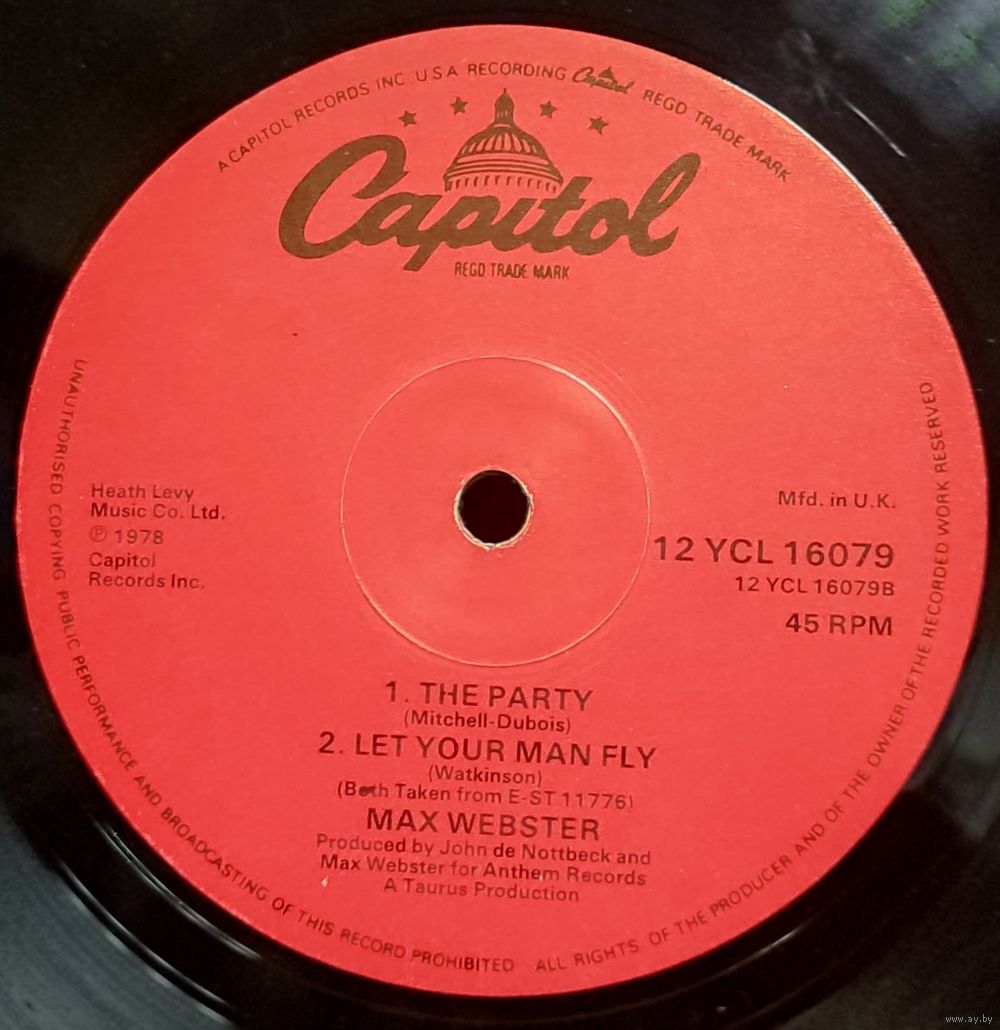 A CAPITOL RECORDS INC. U S A RECORDING Capitol REGD TRADE MARK
Capitol
REGD TRADE MARK
Heath Levy
Music Co. Ltd.
℗ 1978
Capitol
Records Inc.
Mfd. in U.K.
12 YCL 16079
12 YCL 16079B
45 RPM
1. THE PARTY
(Mitchell-Dubois)
2. LET YOUR MAN FLY
(Watkinson)
(Both Taken from E-ST 11776)
MAX WEBSTER
Produced by John de Nottbeck and
Max Webster for Anthem Records
A Taurus Production
UNAUTHORISED COPYING PUBLIC PERFORMANCE AND BROADCASTING OF THIS RECORD PROHIBITED ALL RIGHTS OF THE PRODUCER AND OF THE OWNER OF THE RECORDED WORK RESERVED
www.ay.by